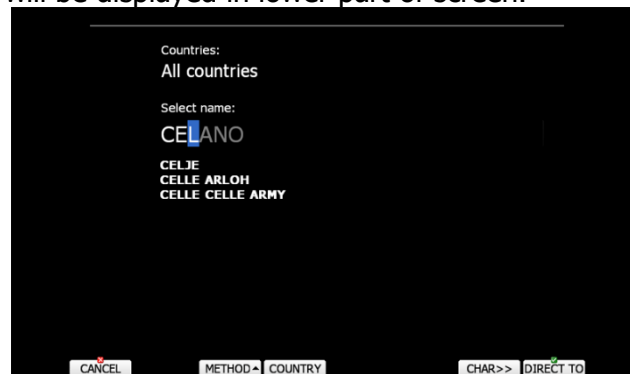 will be displayed in lower part of screen.
Countries:
All countries
Select name:
CELANO
CELJE
CELLE ARLOH
CELLE CELLE ARMY
CANCEL METHOD COUNTRY CHAR>> DIRECT TO